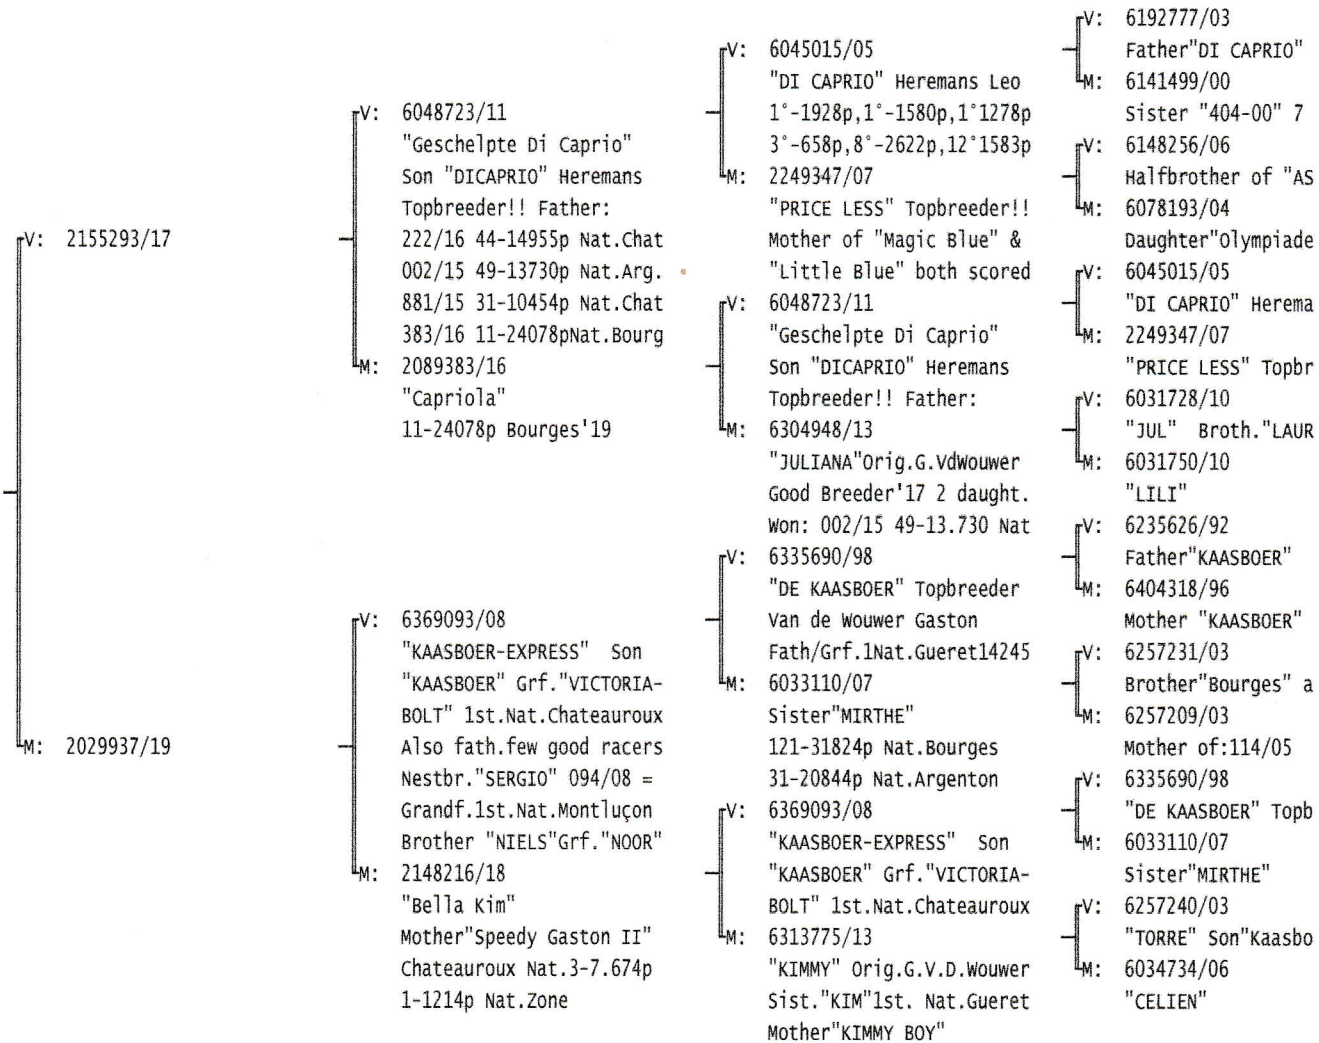 V: 2155293/17
M: 2029937/19
V: 6048723/11
"Geschelpte Di Caprio"
Son "DICAPRIO" Heremans
Topbreeder!! Father:
222/16 44-14955p Nat.Chat
002/15 49-13730p Nat.Arg.
881/15 31-10454p Nat.Chat
383/16 11-24078pNat.Bourg
M: 2089383/16
"Capriola"
11-24078p Bourges'19
V: 6369093/08
"KAASBOER-EXPRESS" Son
"KAASBOER" Grf."VICTORIA-
BOLT" 1st.Nat.Chateauroux
Also fath.few good racers
Nestbr."SERGIO" 094/08 =
Grandf.1st.Nat.Montluçon
Brother "NIELS"Grf."NOOR"
M: 2148216/18
"Bella Kim"
Mother"Speedy Gaston II"
Chateauroux Nat.3-7.674p
1-1214p Nat.Zone
V: 6045015/05
"DI CAPRIO" Heremans Leo
1°-1928p,1°-1580p,1°1278p
3°-658p,8°-2622p,12°1583p
M: 2249347/07
"PRICE LESS" Topbreeder!!
Mother of "Magic Blue" &
"Little Blue" both scored
V: 6048723/11
"Geschelpte Di Caprio"
Son "DICAPRIO" Heremans
Topbreeder!! Father:
M: 6304948/13
"JULIANA"Orig.G.VdWouwer
Good Breeder'17 2 daught.
Won: 002/15 49-13.730 Nat
V: 6335690/98
"DE KAASBOER" Topbreeder
Van de Wouwer Gaston
Fath/Grf.1Nat.Gueret14245
M: 6033110/07
Sister"MIRTHE"
121-31824p Nat.Bourges
31-20844p Nat.Argenton
V: 6369093/08
"KAASBOER-EXPRESS" Son
"KAASBOER" Grf."VICTORIA-
BOLT" 1st.Nat.Chateauroux
M: 6313775/13
"KIMMY" Orig.G.V.D.Wouwer
Sist."KIM"1st. Nat.Gueret
Mother"KIMMY BOY"
V: 6192777/03
Father"DI CAPRIO"
M: 6141499/00
Sister "404-00" 7
V: 6148256/06
Halfbrother of "AS
M: 6078193/04
Daughter"Olympiade
V: 6045015/05
"DI CAPRIO" Herema
M: 2249347/07
"PRICE LESS" Topbr
V: 6031728/10
"JUL" Broth."LAUR
M: 6031750/10
"LILI"
V: 6235626/92
Father"KAASBOER"
M: 6404318/96
Mother "KAASBOER"
V: 6257231/03
Brother"Bourges" a
M: 6257209/03
Mother of:114/05
V: 6335690/98
"DE KAASBOER" Topb
M: 6033110/07
Sister"MIRTHE"
V: 6257240/03
"TORRE" Son"Kaasbo
M: 6034734/06
"CELIEN"